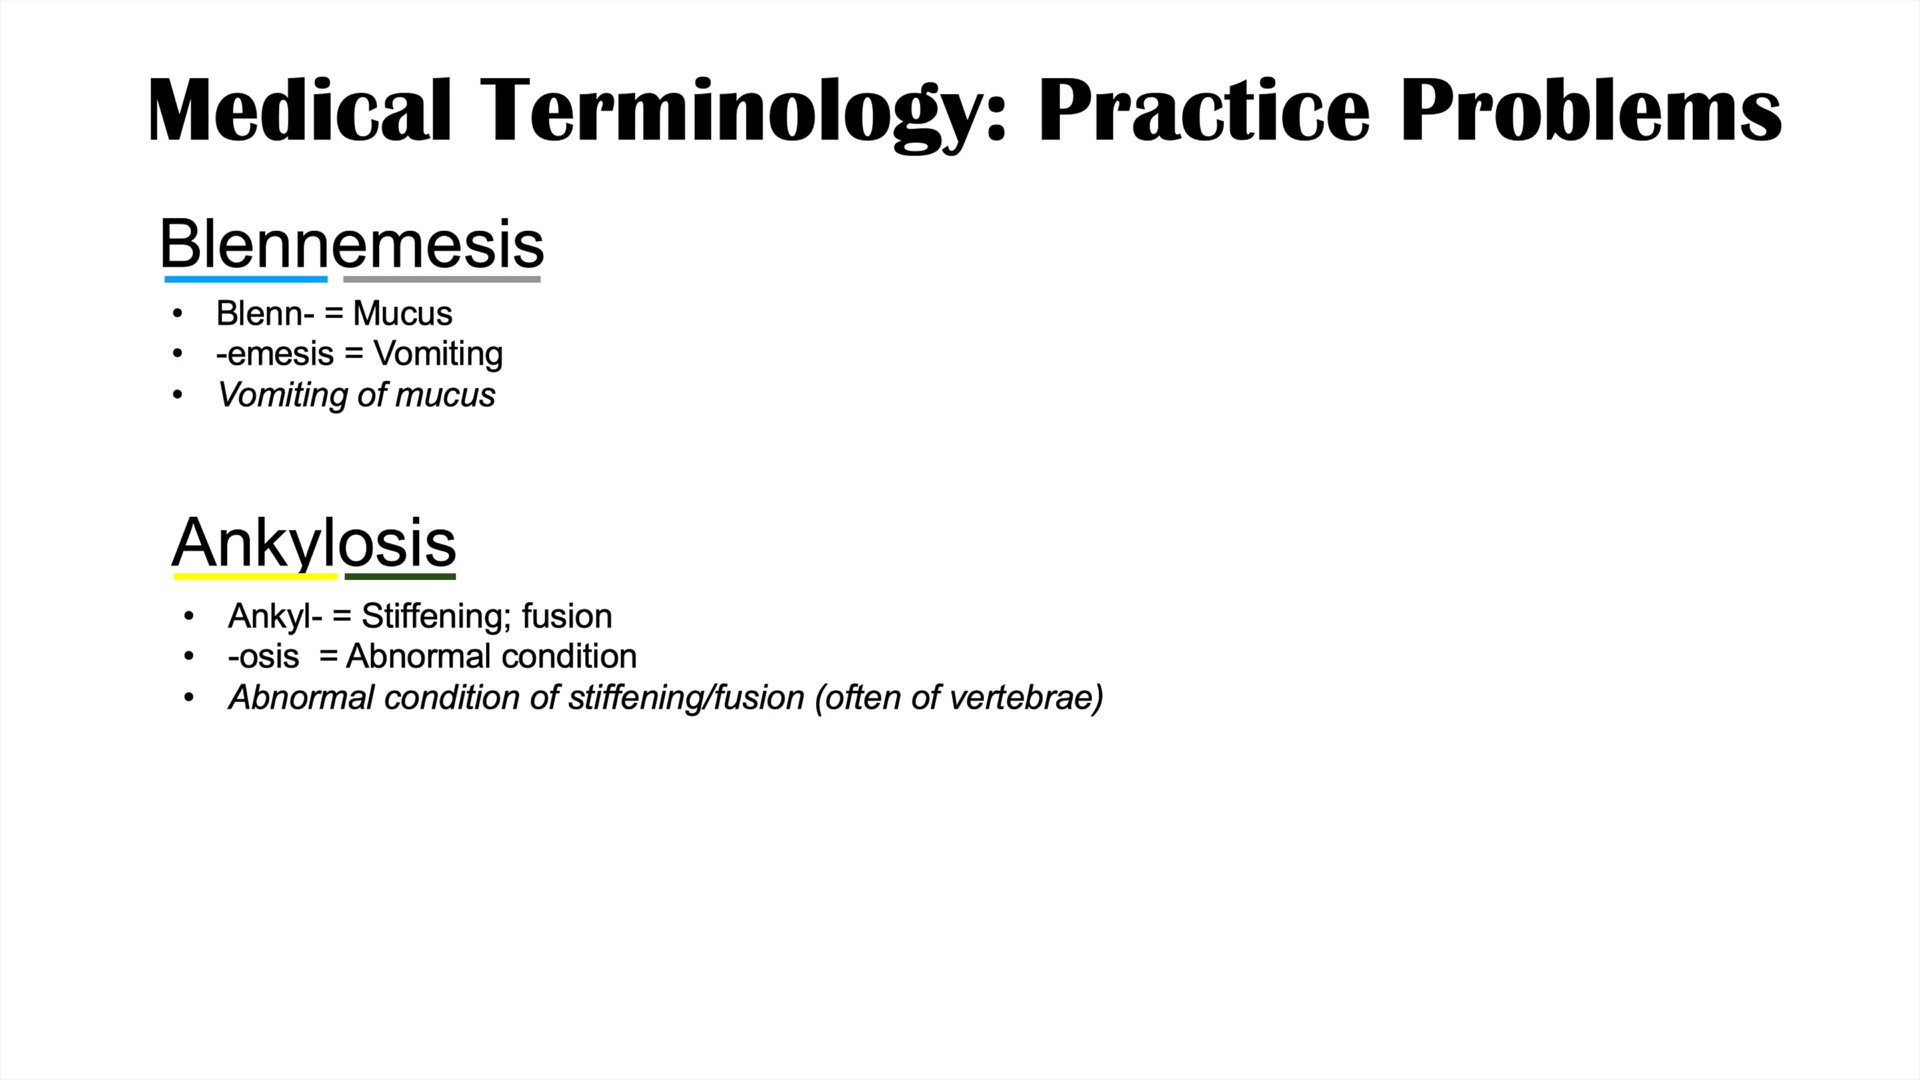 Medical Terminology: Practice Problems
Blennemesis
• Blenn- = Mucus
• -emesis = Vomiting
• Vomiting of mucus
Ankylosis
• Ankyl- = Stiffening; fusion
• -osis  = Abnormal condition
• Abnormal condition of stiffening/fusion (often of vertebrae)